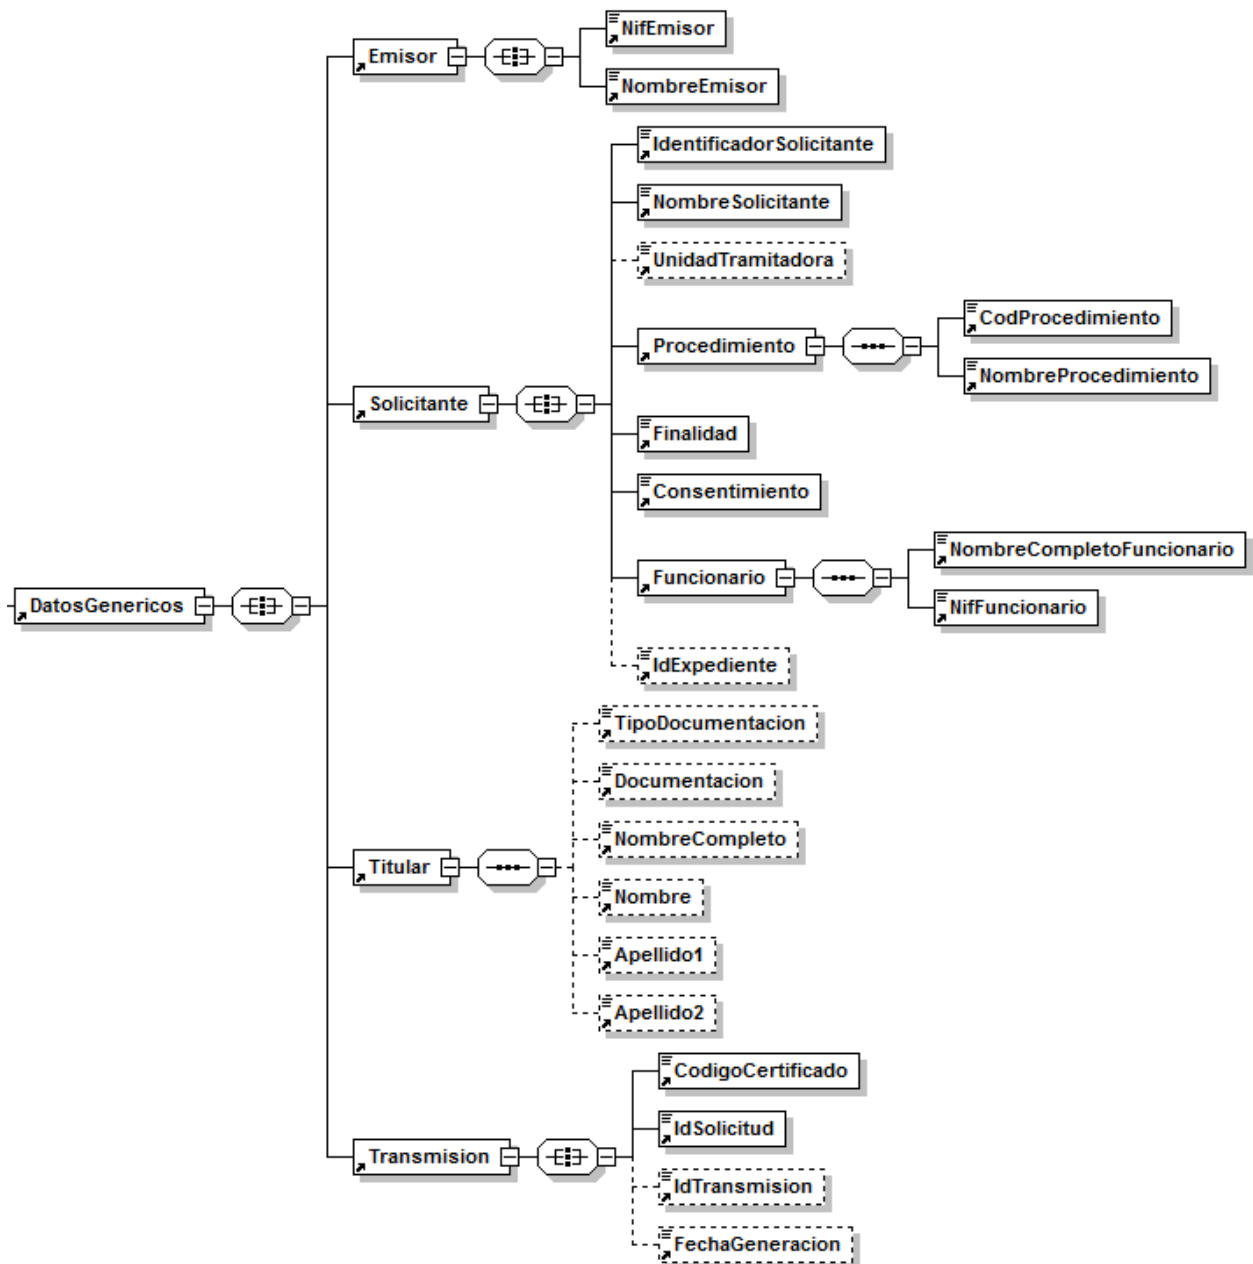 NifEmisor
Emisor
NombreEmisor
IdentificadorSolicitante
NombreSolicitante
UnidadTramitadora
CodProcedimiento
Procedimiento
NombreProcedimiento
Solicitante
Finalidad
Consentimiento
NombreCompletoFuncionario
Funcionario
DatosGenericos
NifFuncionario
IdExpediente
TipoDocumentacion
Documentacion
NombreCompleto
Titular
Nombre
Apellido1
Apellido2
CodigoCertificado
IdSolicitud
Transmision
IdTransmision
FechaGeneracion